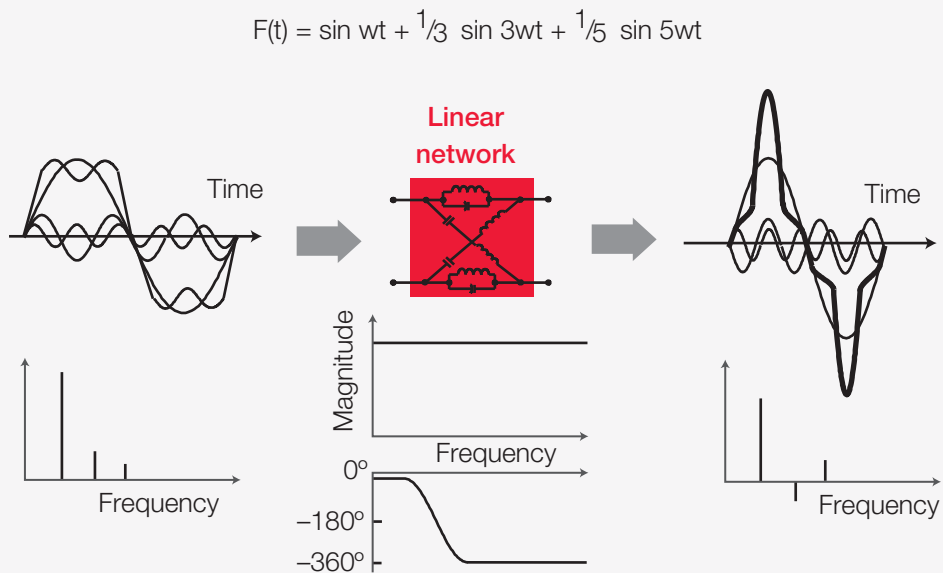 F(t) = sin wt + 1/3 sin 3wt + 1/5 sin 5wt
Linear
network
Time
Time
Magnitude
Frequency
Frequency
Frequency
0º
–180º
–360º